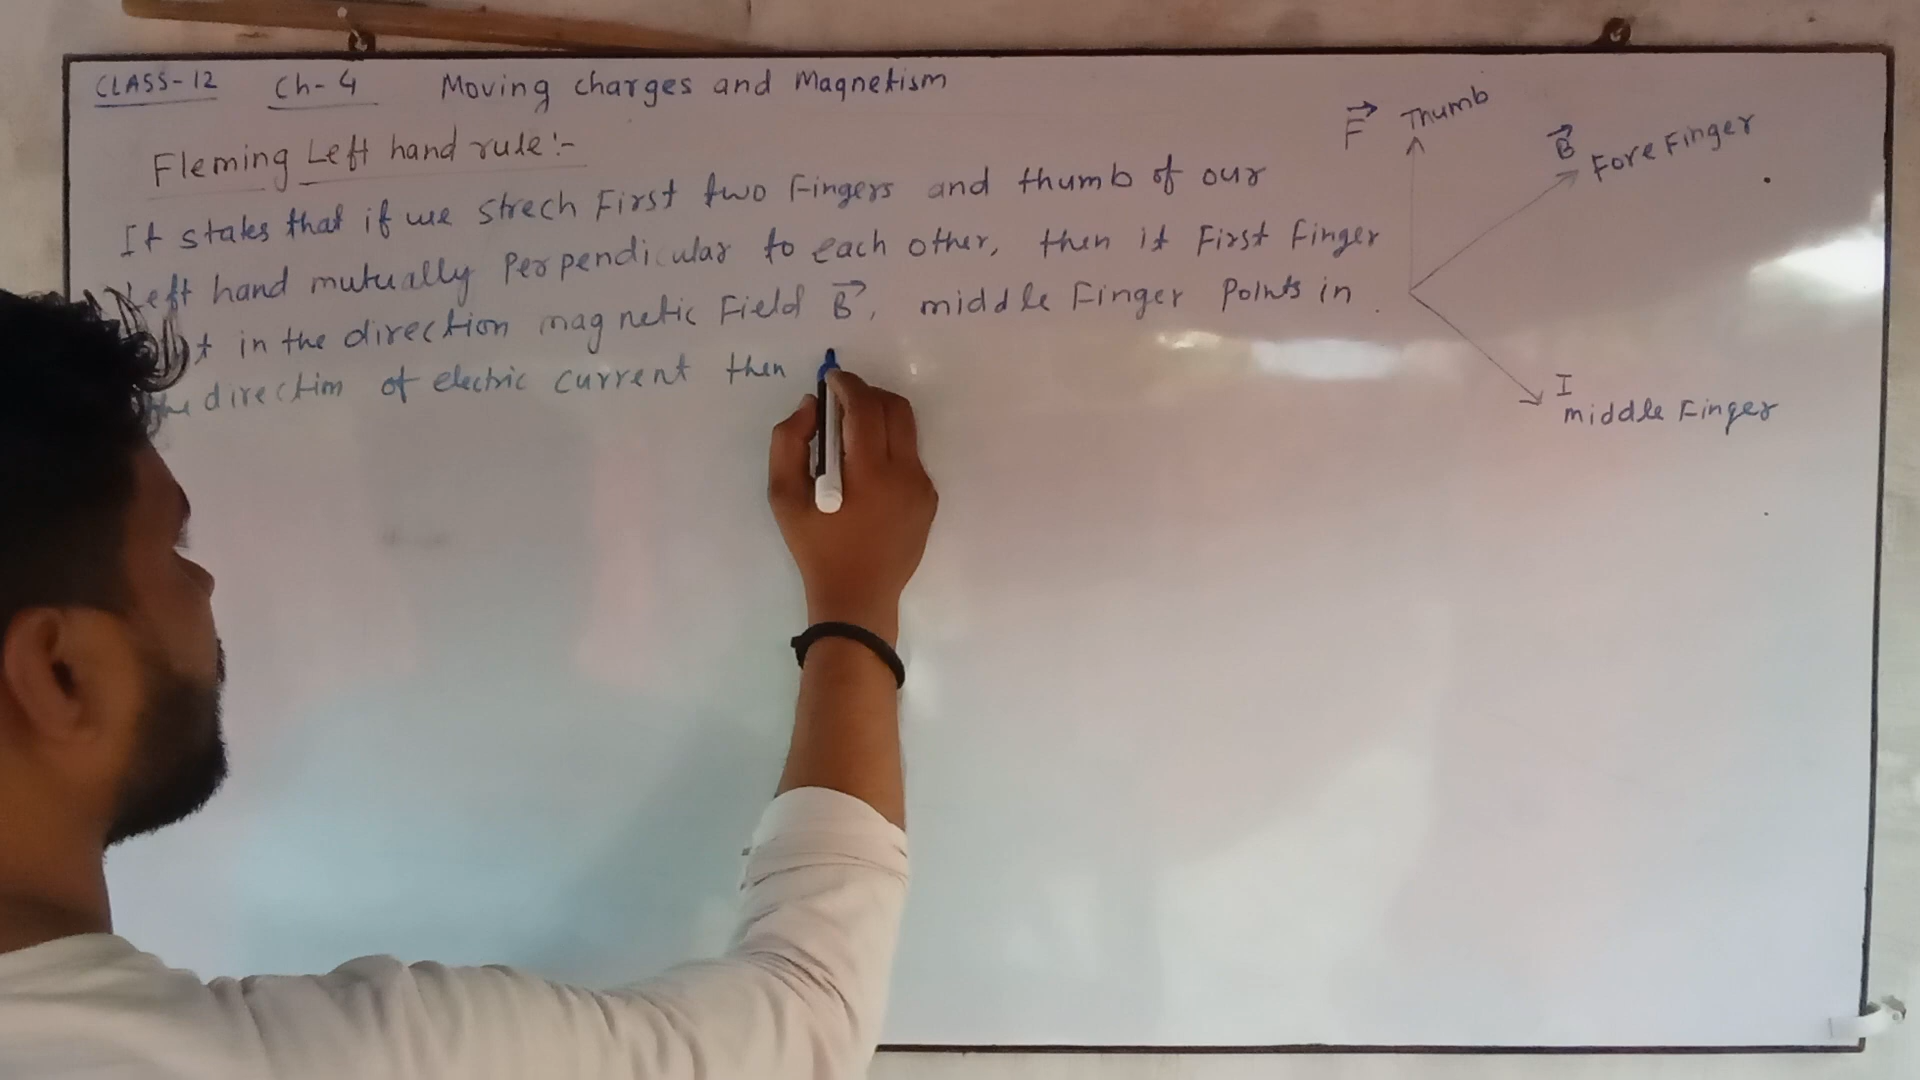 CLASS-12 Ch-4 Moving charges and Magnetism
Fleming Left hand rule:-
It states that if we strech First two Fingers and thumb of our
Left hand mutually Perpendicular to each other, then if First Finger
in the direction magnetic Field B⃗, middle Finger Points in
the direction of electric current then
F⃗ Thumb
B⃗ Fore Finger
I
middle Finger